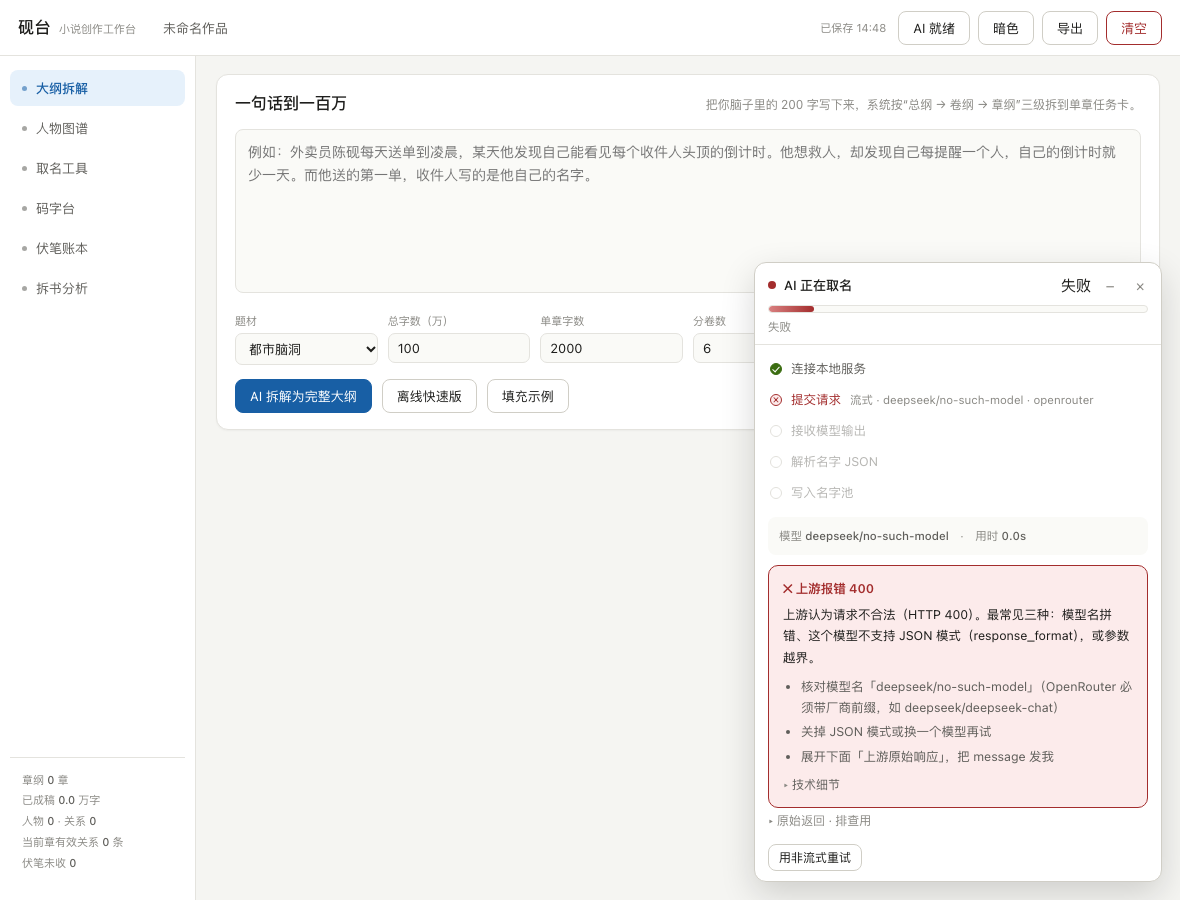 砚台 小说创作工作台 未命名作品 已保存 14:48 AI 就绪 暗色 导出 清空
大纲拆解
人物图谱
取名工具
码字台
伏笔账本
拆书分析
章纲 0 章
已成稿 0.0 万字
人物 0 · 关系 0
当前章有效关系 0 条
伏笔未收 0
一句话到一百万 把你脑子里的 200 字写下来，系统按“总纲 → 卷纲 → 章纲”三级拆到单章任务卡。
例如：外卖员陈砚每天送单到凌晨，某天他发现自己能看见每个收件人头顶的倒计时。他想救人，却发现自己每提醒一个人，自己的倒计时就
少一天。而他送的第一单，收件人写的是他自己的名字。
题材 总字数（万） 单章字数 分卷数
都市脑洞 100 2000 6
AI 拆解为完整大纲 离线快速版 填充示例
AI 正在取名 失败 – ×
失败
连接本地服务
提交请求 流式 · deepseek/no-such-model · openrouter
接收模型输出
解析名字 JSON
写入名字池
模型 deepseek/no-such-model · 用时 0.0s
✕ 上游报错 400
上游认为请求不合法（HTTP 400）。最常见三种：模型名拼
错、这个模型不支持 JSON 模式（response_format），或参数
越界。
• 核对模型名「deepseek/no-such-model」（OpenRouter 必
须带厂商前缀，如 deepseek/deepseek-chat）
• 关掉 JSON 模式或换一个模型再试
• 展开下面「上游原始响应」，把 message 发我
▸ 技术细节
▸ 原始返回 · 排查用
用非流式重试